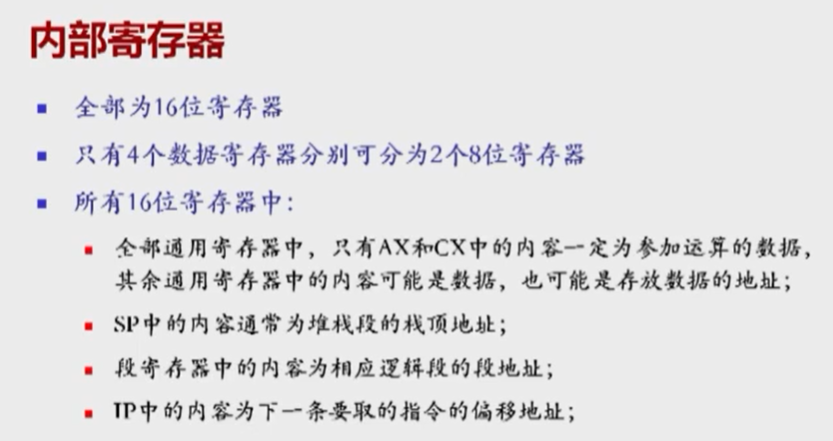 内部寄存器
全部为16位寄存器
只有4个数据寄存器分别可分为2个8位寄存器
所有16位寄存器中:
全部通用寄存器中，只有AX和CX中的内容一定为参加运算的数据，
其余通用寄存器中的内容可能是数据，也可能是存放数据的地址；
SP中的内容通常为堆栈段的栈顶地址；
段寄存器中的内容为相应逻辑段的段地址；
IP中的内容为下一条要取的指令的偏移地址；